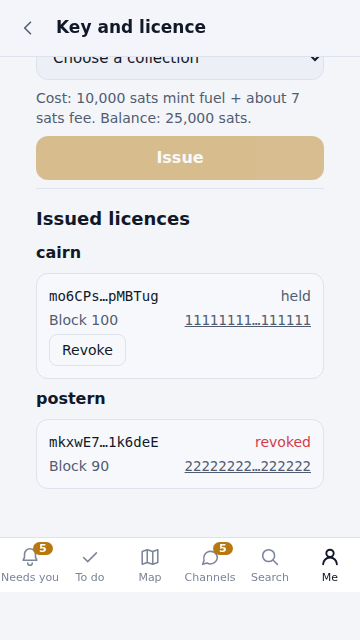 Key and licence
Choose a collection
Cost: 10,000 sats mint fuel + about 7
sats fee. Balance: 25,000 sats.
Issue
Issued licences
cairn
mo6CPs…pMBTug held
Block 100 11111111…111111
Revoke
postern
mkxwE7…1k6deE revoked
Block 90 22222222…222222
5 5
Needs you To do Map Channels Search Me